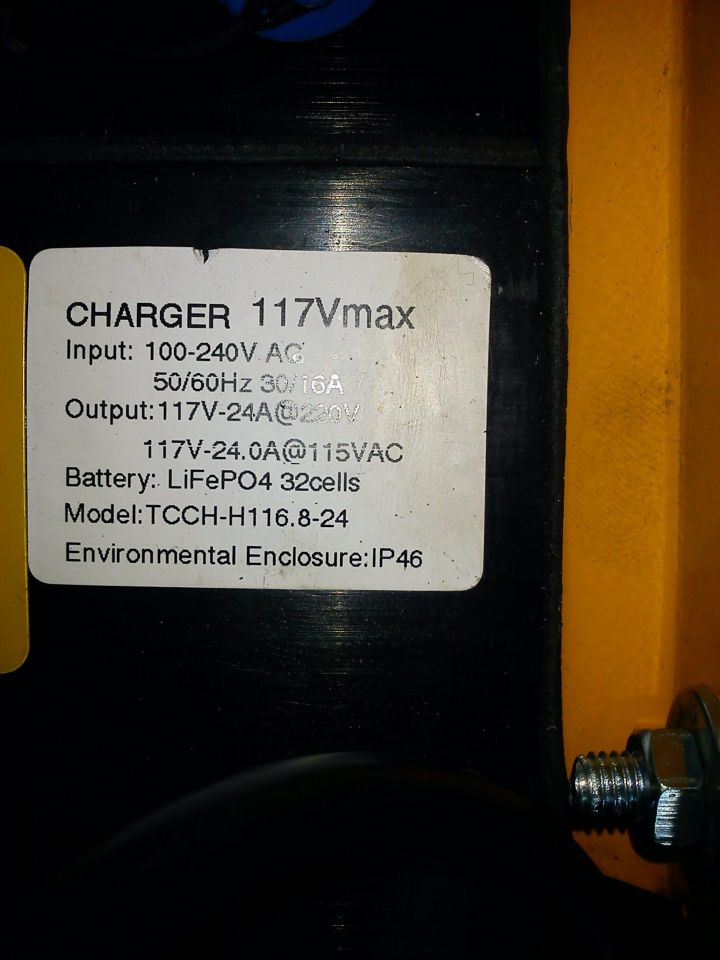 CHARGER 117Vmax
Input: 100-240V AC
50/60Hz 30/16A
Output:117V-24A@220V
117V-24.0A@115VAC
Battery: LiFePO4 32cells
Model:TCCH-H116.8-24
Environmental Enclosure:IP46